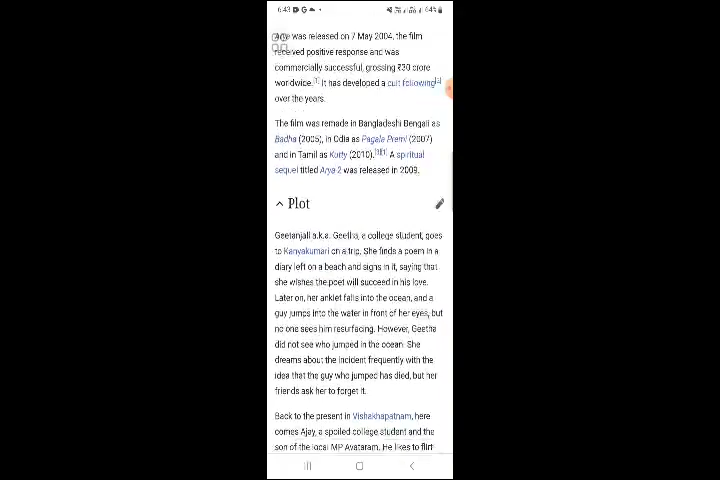 6:43
64%
Arya was released on 7 May 2004, the film
received positive response and was
commercially successful, grossing ₹30 crore
worldwide.[1] It has developed a cult following[2]
over the years.
The film was remade in Bangladeshi Bengali as
Badha (2005), in Odia as Pagala Premi (2007)
and in Tamil as Kutty (2010). A spiritual
sequel titled Arya 2 was released in 2009.
Plot
Geetanjali a.k.a. Geetha, a college student, goes
to Kanyakumari on a trip. She finds a poem in a
diary left on a beach and signs in it, saying that
she wishes the poet will succeed in his love.
Later on, her anklet falls into the ocean, and a
guy jumps into the water in front of her eyes, but
no one sees him resurfacing. However, Geetha
did not see who jumped in the ocean. She
dreams about the incident frequently with the
idea that the guy who jumped has died, but her
friends ask her to forget it.
Back to the present in Vishakhapatnam, here
comes Ajay, a spoiled college student and the
son of the local MP Avataram. He likes to flirt